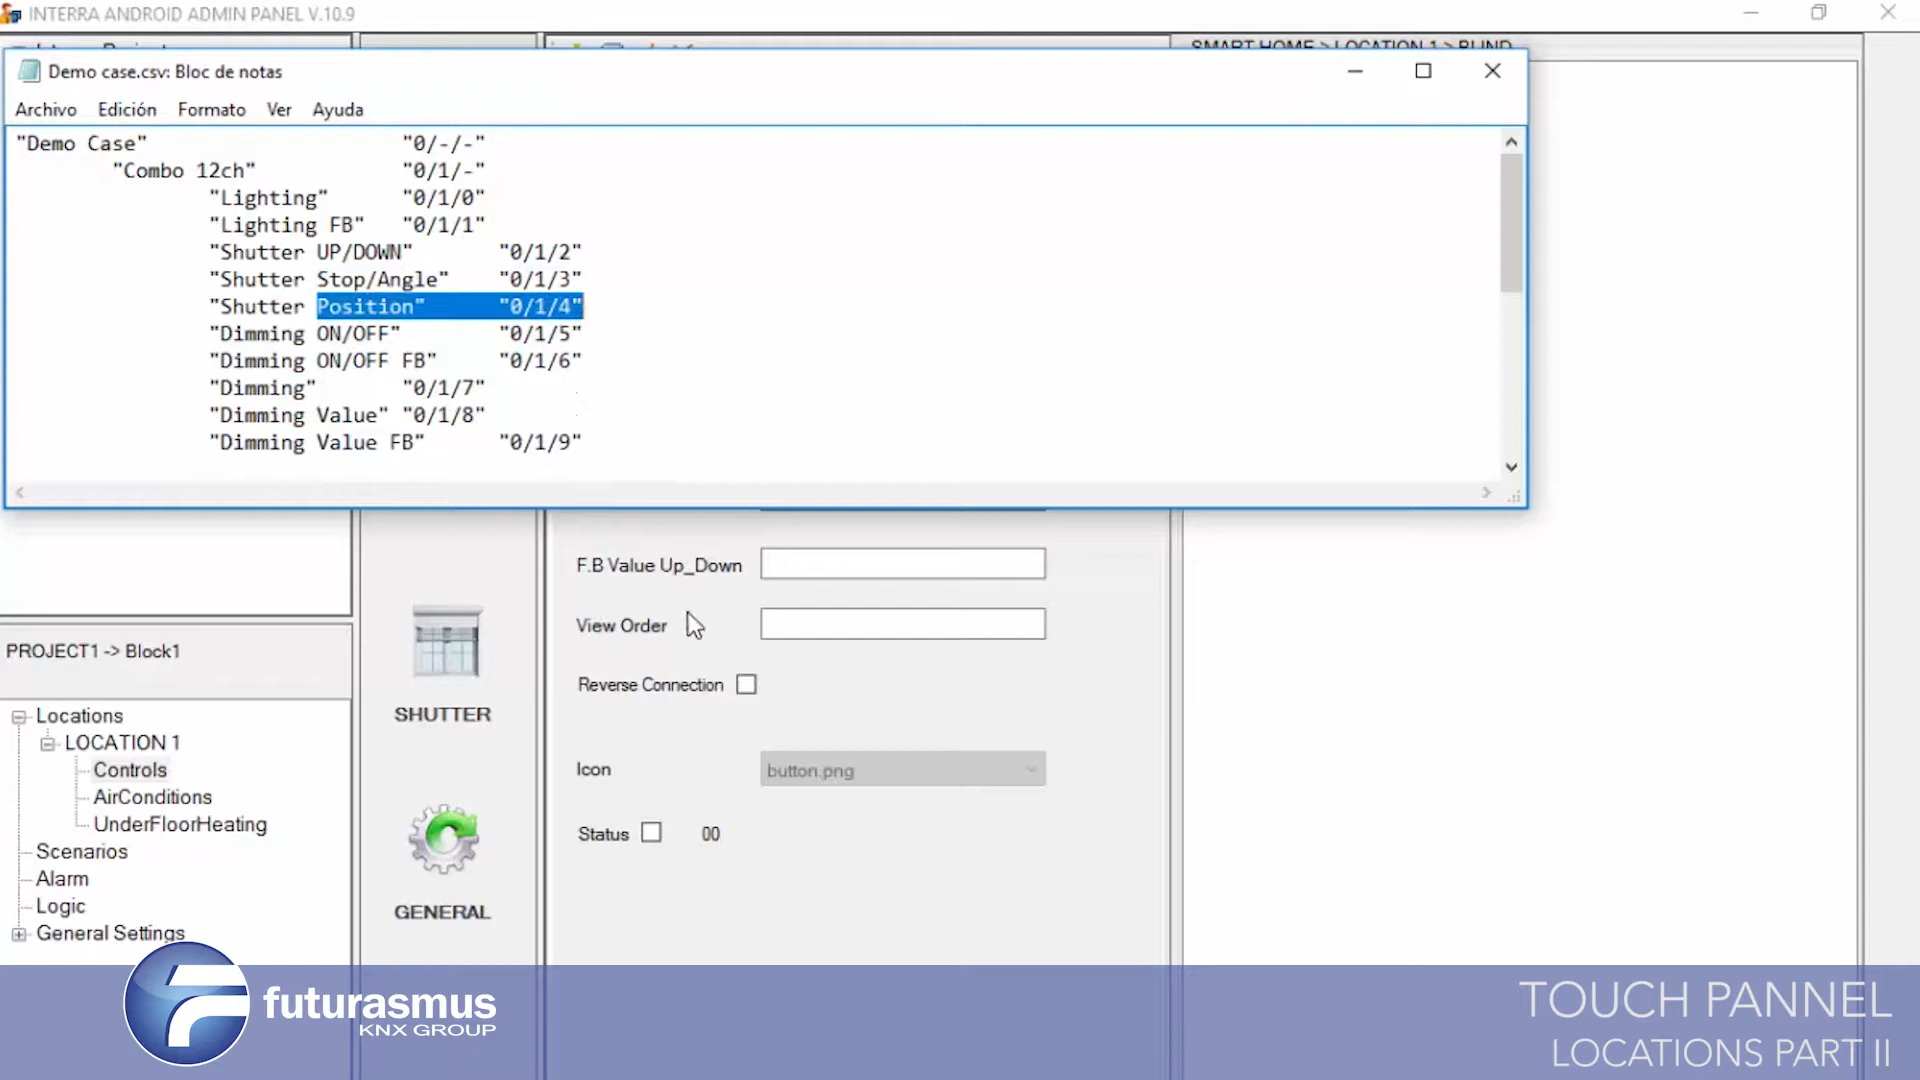 INTERRA ANDROID ADMIN PANEL V.10.9
SMART HOME > LOCATION 1 > BLIND
Demo case.csv: Bloc de notas
Archivo Edición Formato Ver Ayuda
"Demo Case" "0/-/-"
"Combo 12ch" "0/1/-"
"Lighting" "0/1/0"
"Lighting FB" "0/1/1"
"Shutter UP/DOWN" "0/1/2"
"Shutter Stop/Angle" "0/1/3"
"Shutter Position" "0/1/4"
"Dimming ON/OFF" "0/1/5"
"Dimming ON/OFF FB" "0/1/6"
"Dimming" "0/1/7"
"Dimming Value" "0/1/8"
"Dimming Value FB" "0/1/9"
F.B Value Up_Down
View Order
Reverse Connection
Icon button.png
Status 00
PROJECT1 -> Block1
Locations
LOCATION 1
Controls
AirConditions
UnderFloorHeating
Scenarios
Alarm
Logic
General Settings
SHUTTER
GENERAL
futurasmus
KNX GROUP
TOUCH PANNEL
LOCATIONS PART II